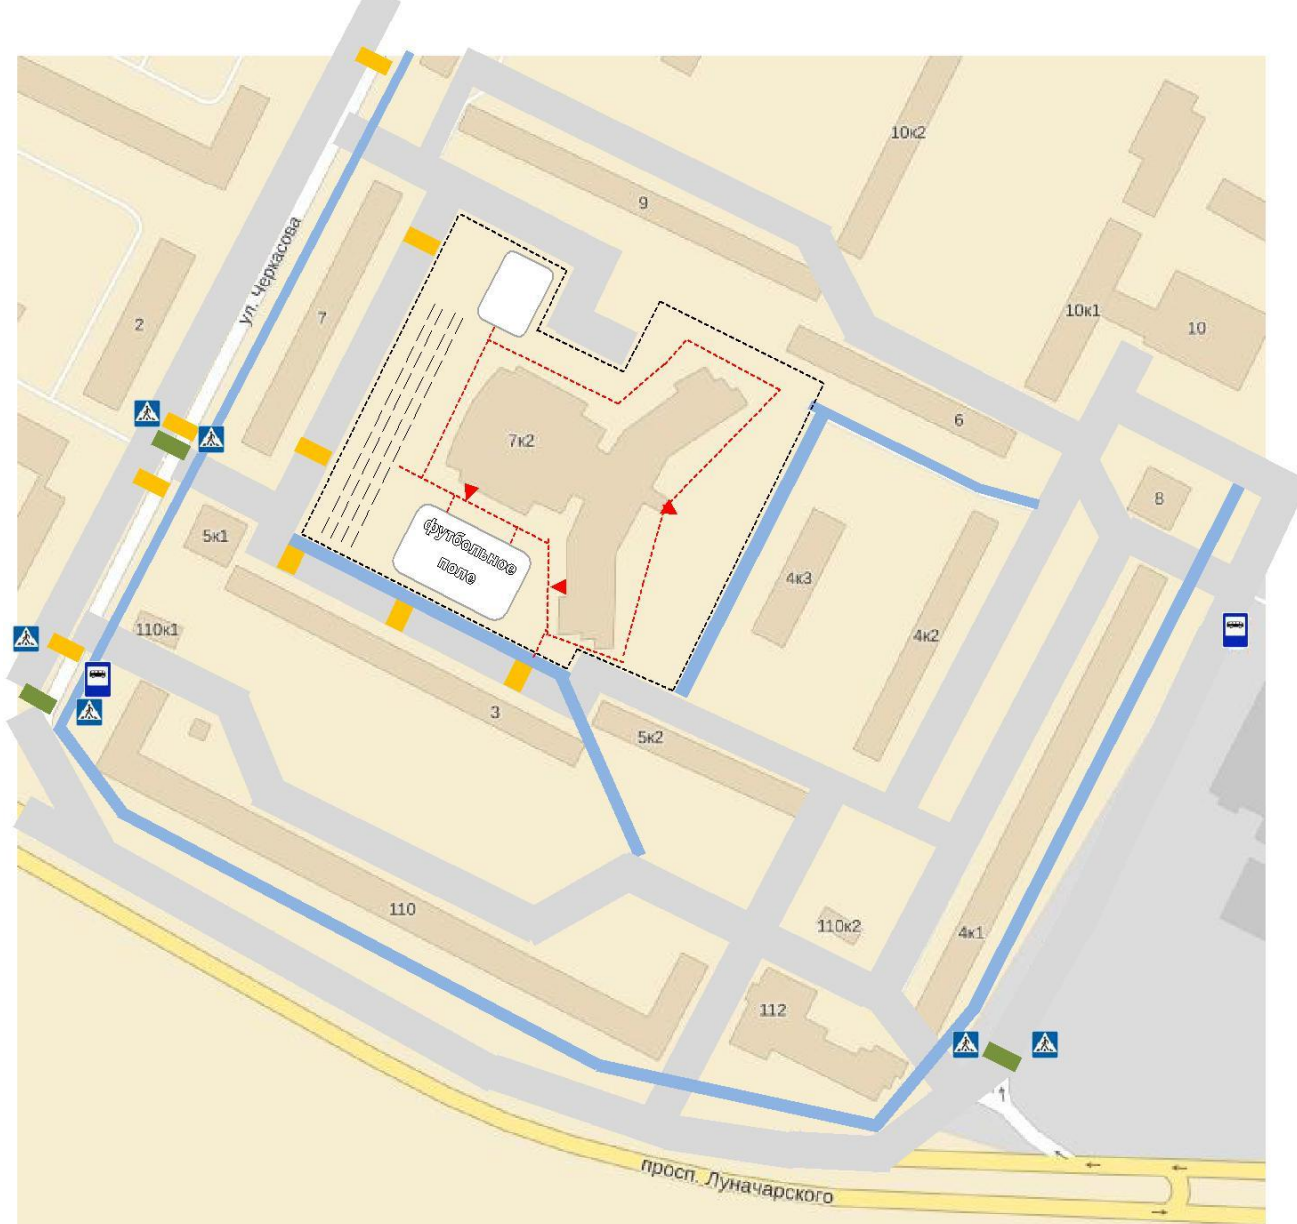 10к2
9
ул. Черкасова
7
2
10к1
10
6
7к2
8
5к1
футбольное
поле
4к3
110к1
4к2
3
5к2
110
110к2
4к1
112
просп. Луначарского